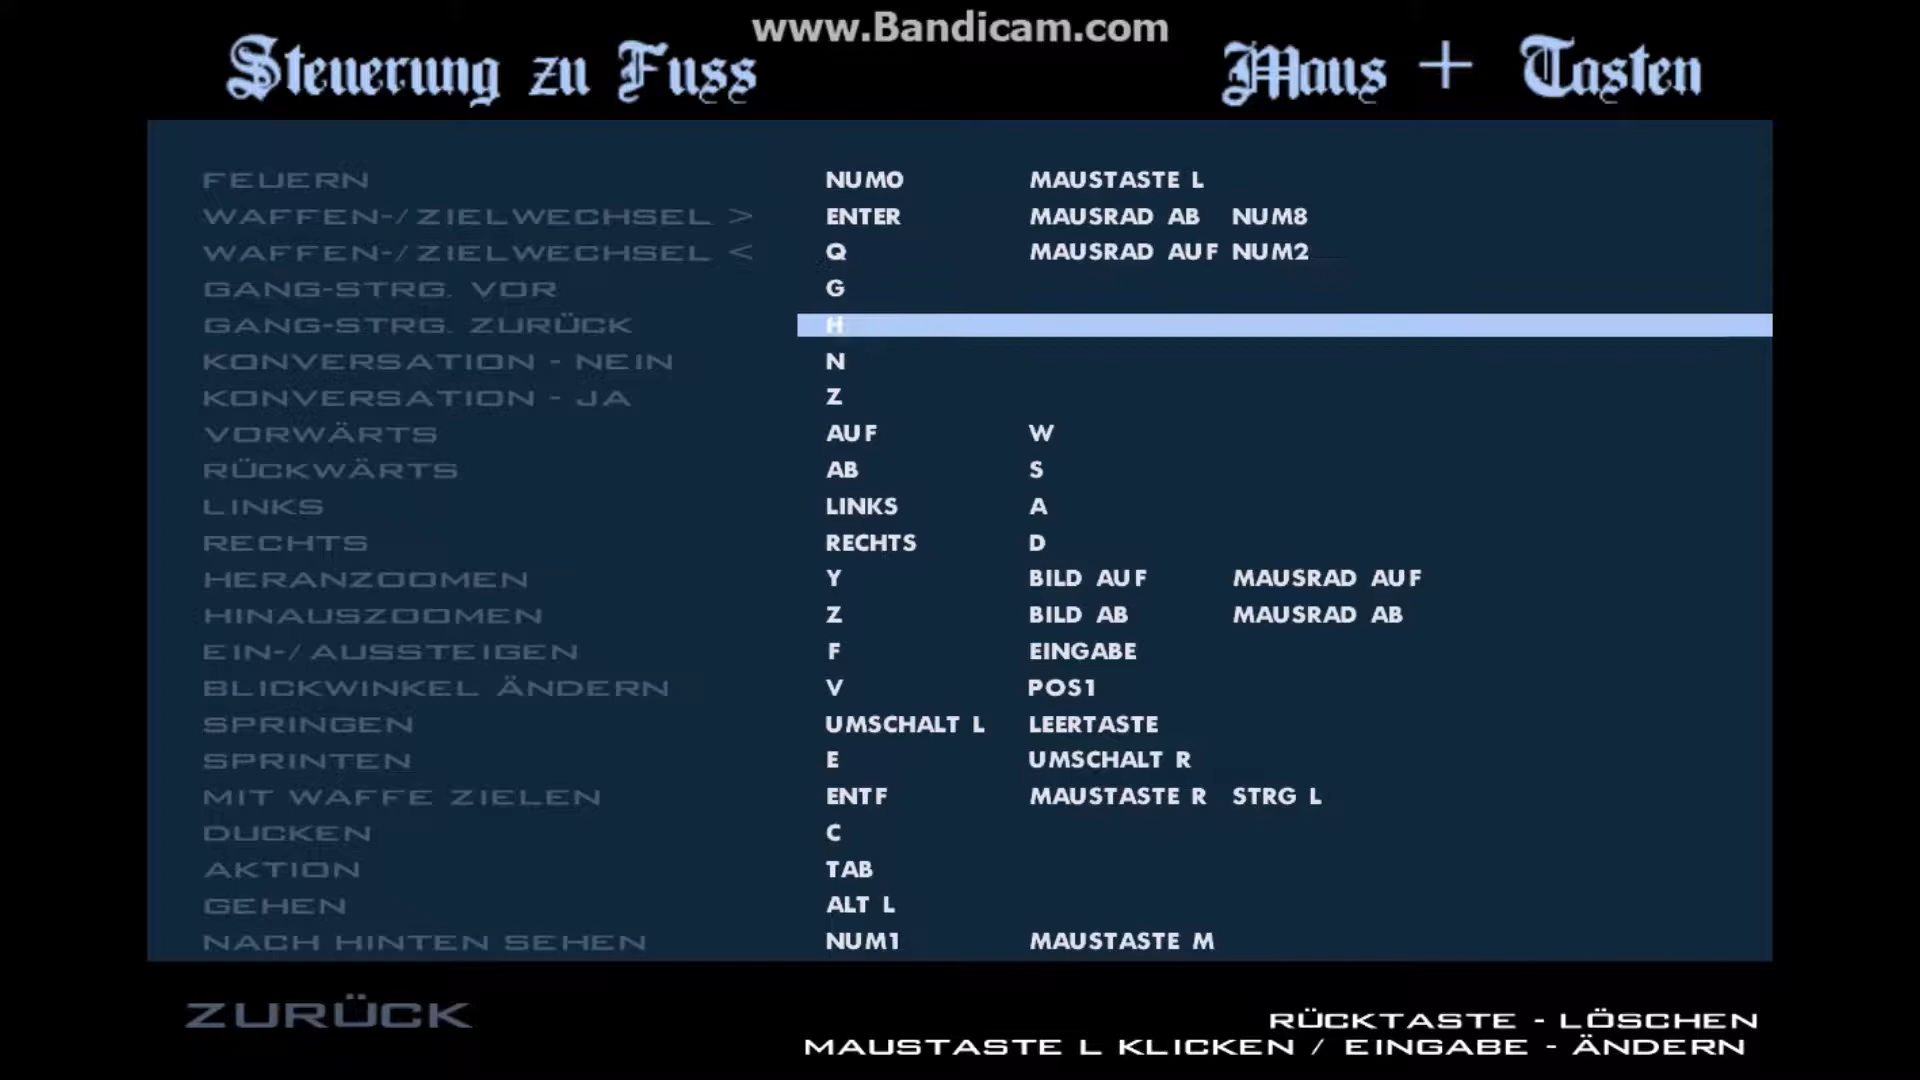 www.Bandicam.com
Steuerung zu Fuss Maus + Tasten
FEUERN NUM0 MAUSTASTE L
WAFFEN-/ZIELWECHSEL > ENTER MAUSRAD AB NUM8
WAFFEN-/ZIELWECHSEL < Q MAUSRAD AUF NUM2
GANG-STRG. VOR G
GANG-STRG. ZURÜCK H
KONVERSATION - NEIN N
KONVERSATION - JA Z
VORWÄRTS AUF W
RÜCKWÄRTS AB S
LINKS LINKS A
RECHTS RECHTS D
HERANZOOMEN Y BILD AUF MAUSRAD AUF
HINAUSZOOMEN Z BILD AB MAUSRAD AB
EIN-/AUSSTEIGEN F EINGABE
BLICKWINKEL ÄNDERN V POS1
SPRINGEN UMSCHALT L LEERTASTE
SPRINTEN E UMSCHALT R
MIT WAFFE ZIELEN ENTF MAUSTASTE R STRG L
DUCKEN C
AKTION TAB
GEHEN ALT L
NACH HINTEN SEHEN NUM1 MAUSTASTE M
ZURÜCK
RÜCKTASTE - LÖSCHEN
MAUSTASTE L KLICKEN / EINGABE - ÄNDERN